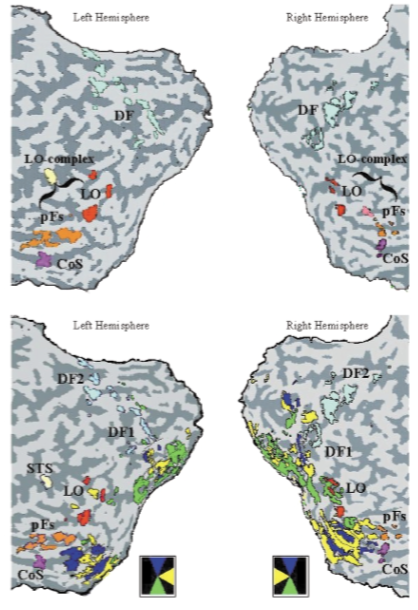 Left Hemisphere
Right Hemisphere
DF
DF
LO-complex
LO-complex
LO
LO
pFs
pFs
CoS
CoS
Left Hemisphere
Right Hemisphere
DF2
DF2
DF1
DF1
STS
LO
LO
pFs
pFs
CoS
CoS